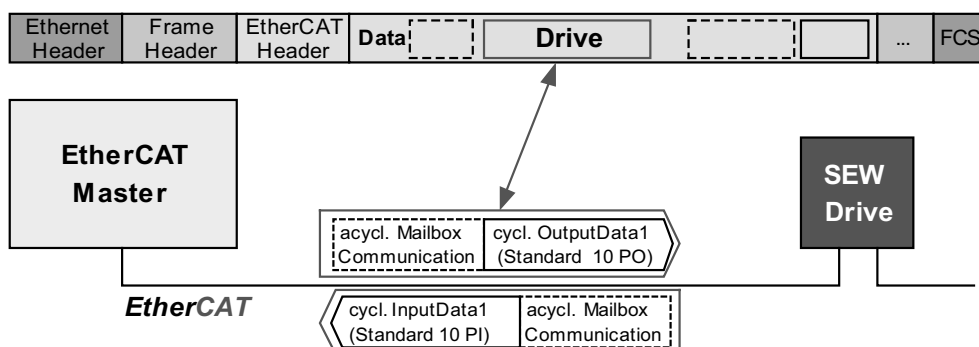 Ethernet Header
Frame Header
EtherCAT Header
Data
Drive
...
FCS
EtherCAT
Master
SEW
Drive
acycl. Mailbox
Communication
cycl. OutputData1
(Standard 10 PO)
EtherCAT
cycl. InputData1
(Standard 10 PI)
acycl. Mailbox
Communication